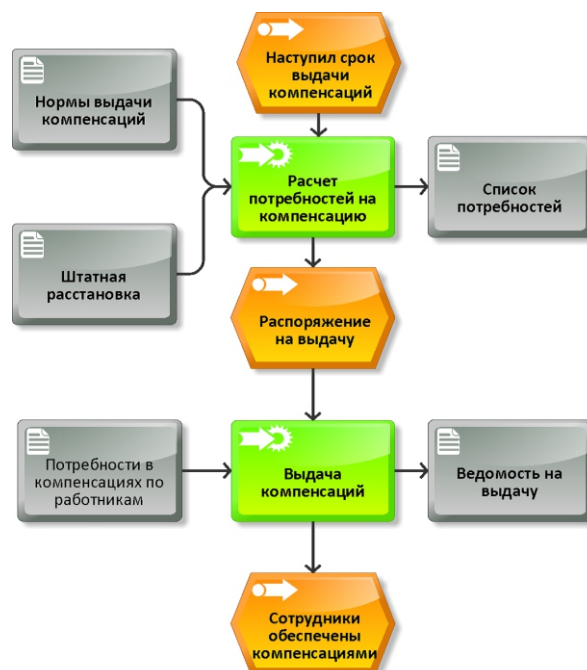 Наступил срок
выдачи
компенсаций
Нормы выдачи
компенсаций
Расчет
потребностей на
компенсацию
Список
потребностей
Штатная
расстановка
Распоряжение
на выдачу
Потребности в
компенсациях по
работникам
Выдача
компенсаций
Ведомость на
выдачу
Сотрудники
обеспечены
компенсациями